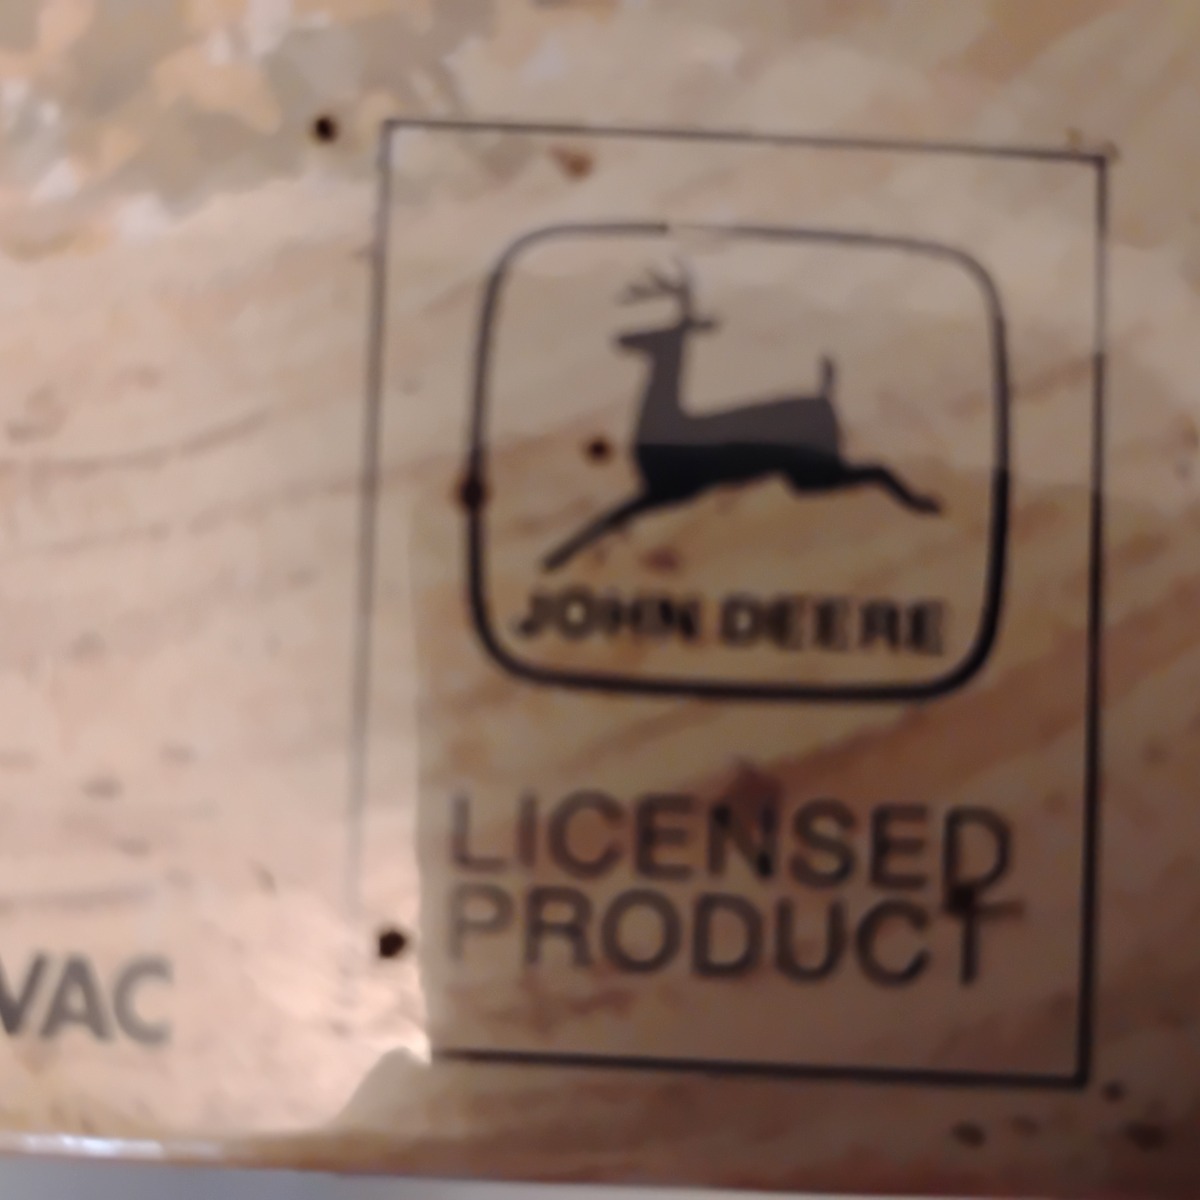 JOHN DEERE
LICENSED
PRODUCT
VAC